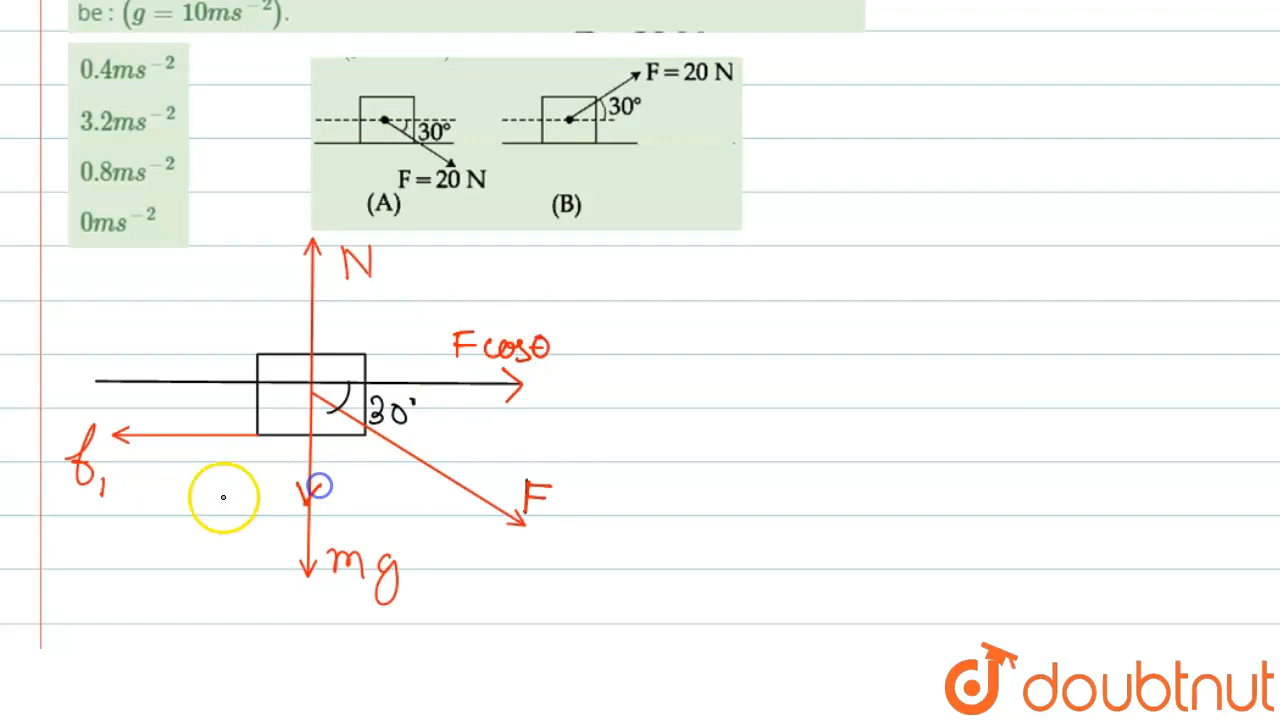 be : (g = 10ms⁻²).
0.4ms⁻²
3.2ms⁻²
0.8ms⁻²
0ms⁻²
F = 20 N
30°
30°
F = 20 N
(A)
(B)
N
F cosθ
30°
f₁
F
mg
doubtnut